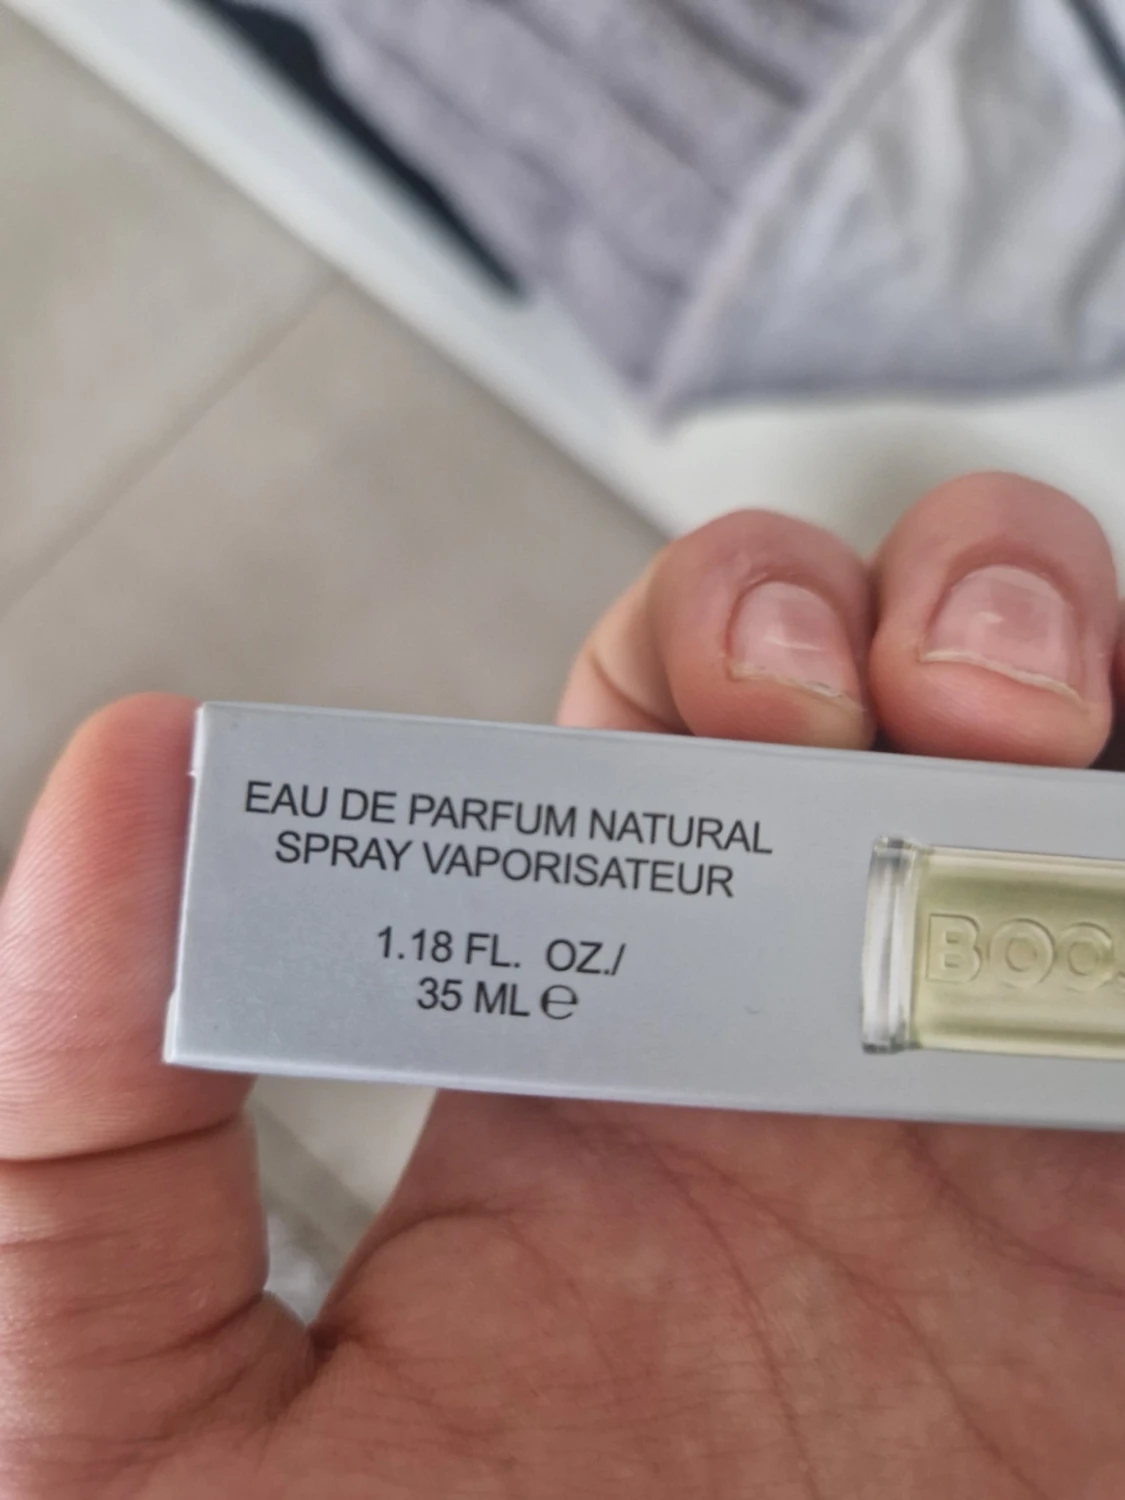 EAU DE PARFUM NATURAL
SPRAY VAPORISATEUR
1.18 FL. OZ./
35 ML ℮